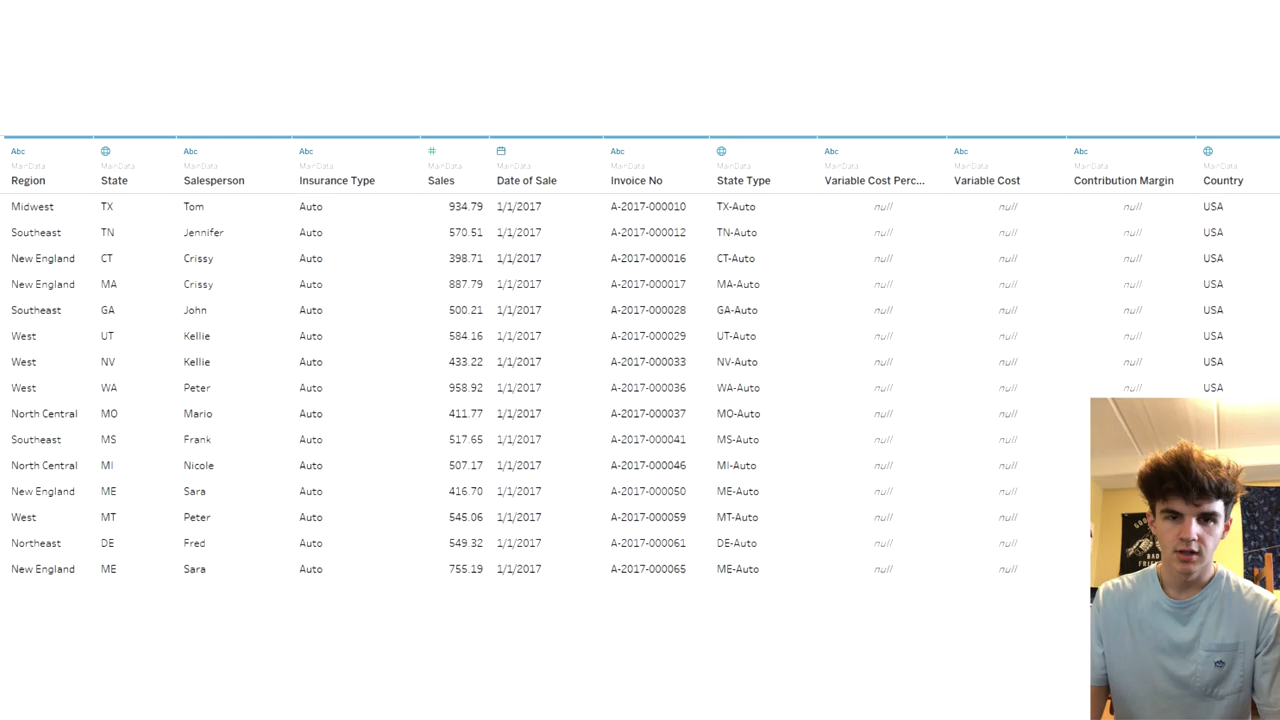 Abc Abc Abc # Abc Abc Abc Abc
MainData MainData MainData MainData MainData MainData MainData MainData MainData MainData MainData MainData
Region State Salesperson Insurance Type Sales Date of Sale Invoice No State Type Variable Cost Perc... Variable Cost Contribution Margin Country
Midwest TX Tom Auto 934.79 1/1/2017 A-2017-000010 TX-Auto null null null USA
Southeast TN Jennifer Auto 570.51 1/1/2017 A-2017-000012 TN-Auto null null null USA
New England CT Crissy Auto 398.71 1/1/2017 A-2017-000016 CT-Auto null null null USA
New England MA Crissy Auto 887.79 1/1/2017 A-2017-000017 MA-Auto null null null USA
Southeast GA John Auto 500.21 1/1/2017 A-2017-000028 GA-Auto null null null USA
West UT Kellie Auto 584.16 1/1/2017 A-2017-000029 UT-Auto null null null USA
West NV Kellie Auto 433.22 1/1/2017 A-2017-000033 NV-Auto null null null USA
West WA Peter Auto 958.92 1/1/2017 A-2017-000036 WA-Auto null null null USA
North Central MO Mario Auto 411.77 1/1/2017 A-2017-000037 MO-Auto null null
Southeast MS Frank Auto 517.65 1/1/2017 A-2017-000041 MS-Auto null null
North Central MI Nicole Auto 507.17 1/1/2017 A-2017-000046 MI-Auto null null
New England ME Sara Auto 416.70 1/1/2017 A-2017-000050 ME-Auto null null
West MT Peter Auto 545.06 1/1/2017 A-2017-000059 MT-Auto null null
Northeast DE Fred Auto 549.32 1/1/2017 A-2017-000061 DE-Auto null null
New England ME Sara Auto 755.19 1/1/2017 A-2017-000065 ME-Auto null null
BAD